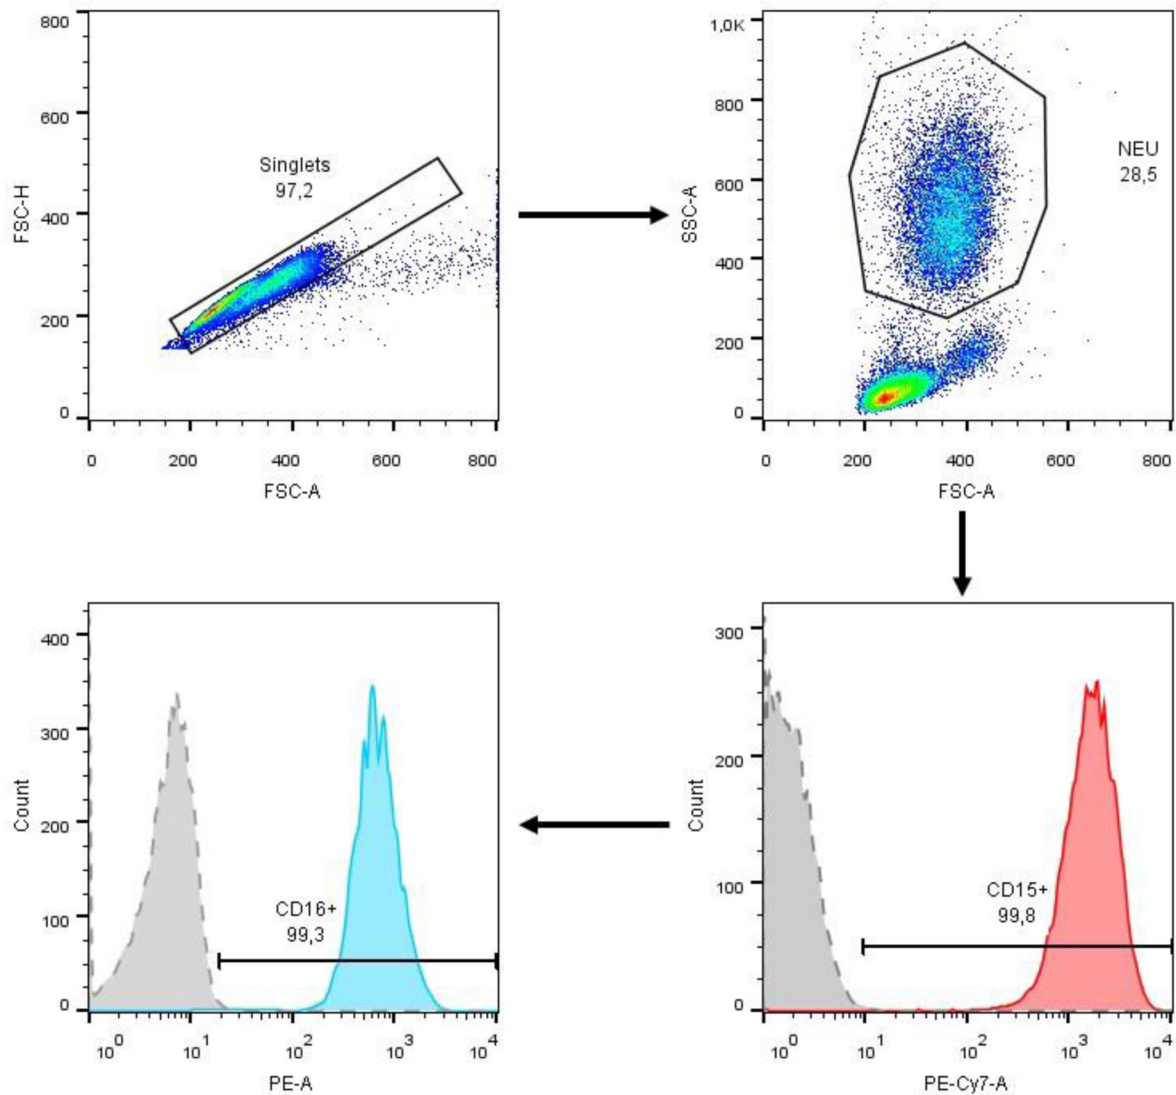 800
600
400
200
0
FSC-H
Singlets
97,2
0 200 400 600 800
FSC-A
1,0K
800
600
400
200
0
SSC-A
NEU
28,5
0 200 400 600 800
FSC-A
400
300
200
100
0
Count
CD16+
99,3
10^0 10^1 10^2 10^3 10^4
PE-A
300
200
100
0
Count
CD15+
99,8
10^0 10^1 10^2 10^3 10^4
PE-Cy7-A